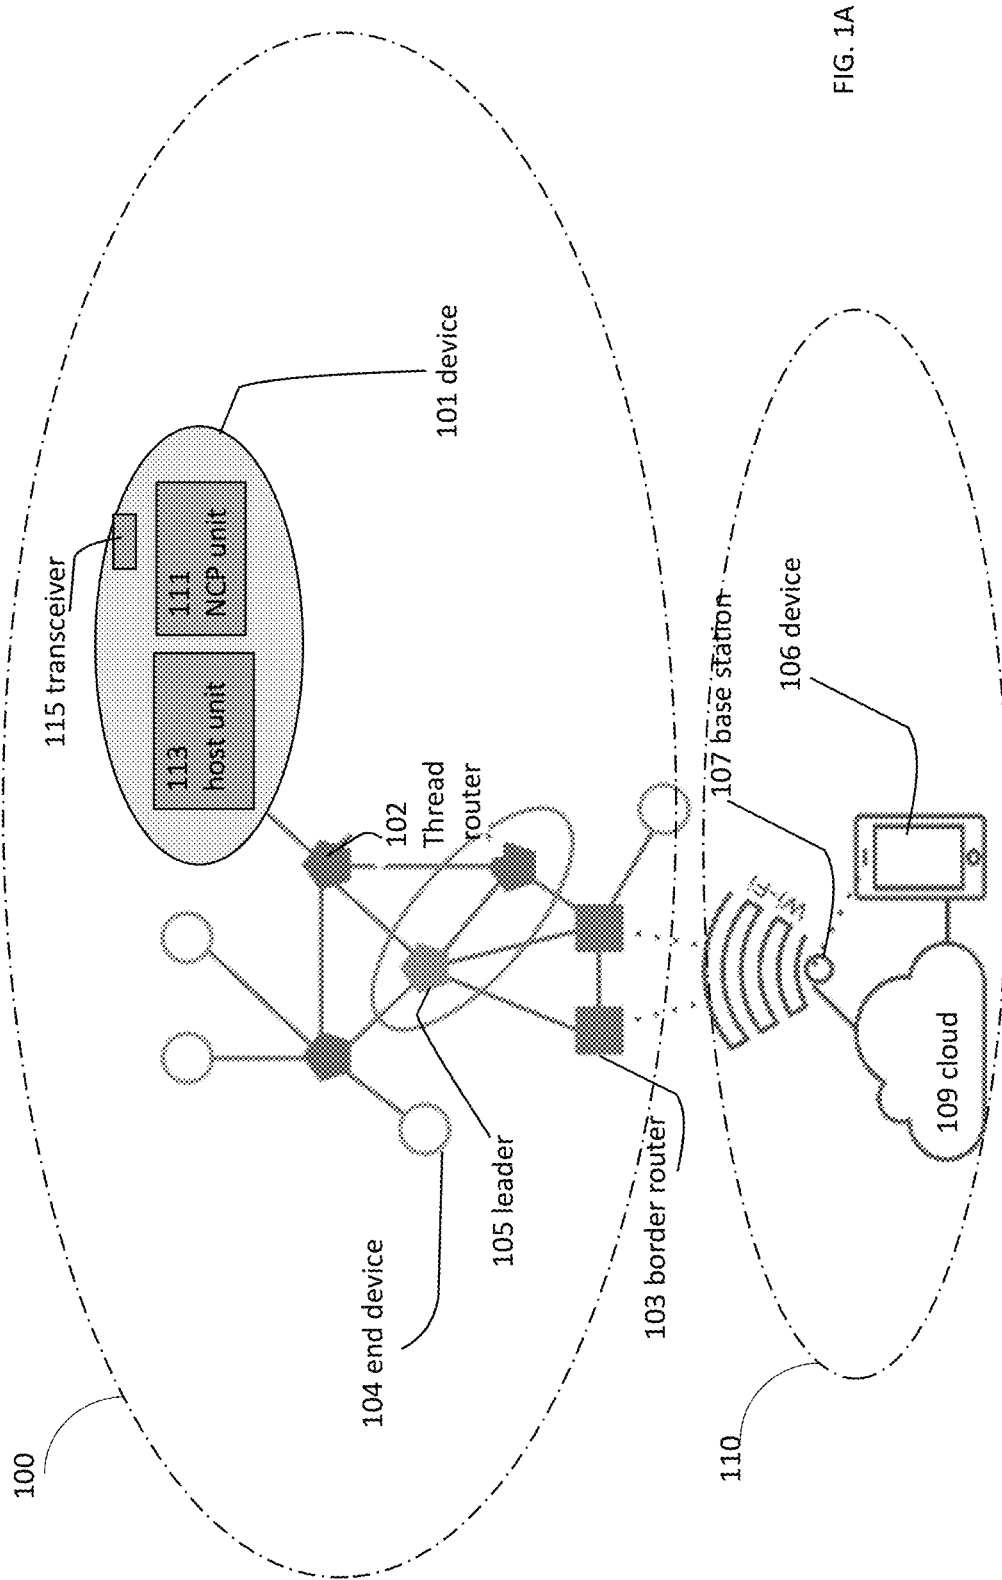 100
115 transceiver
113
host unit
111
NCP unit
101 device
102
Thread
router
104 end device
105 leader
103 border router
110
107 base station
Wi-Fi
106 device
109 cloud
FIG. 1A